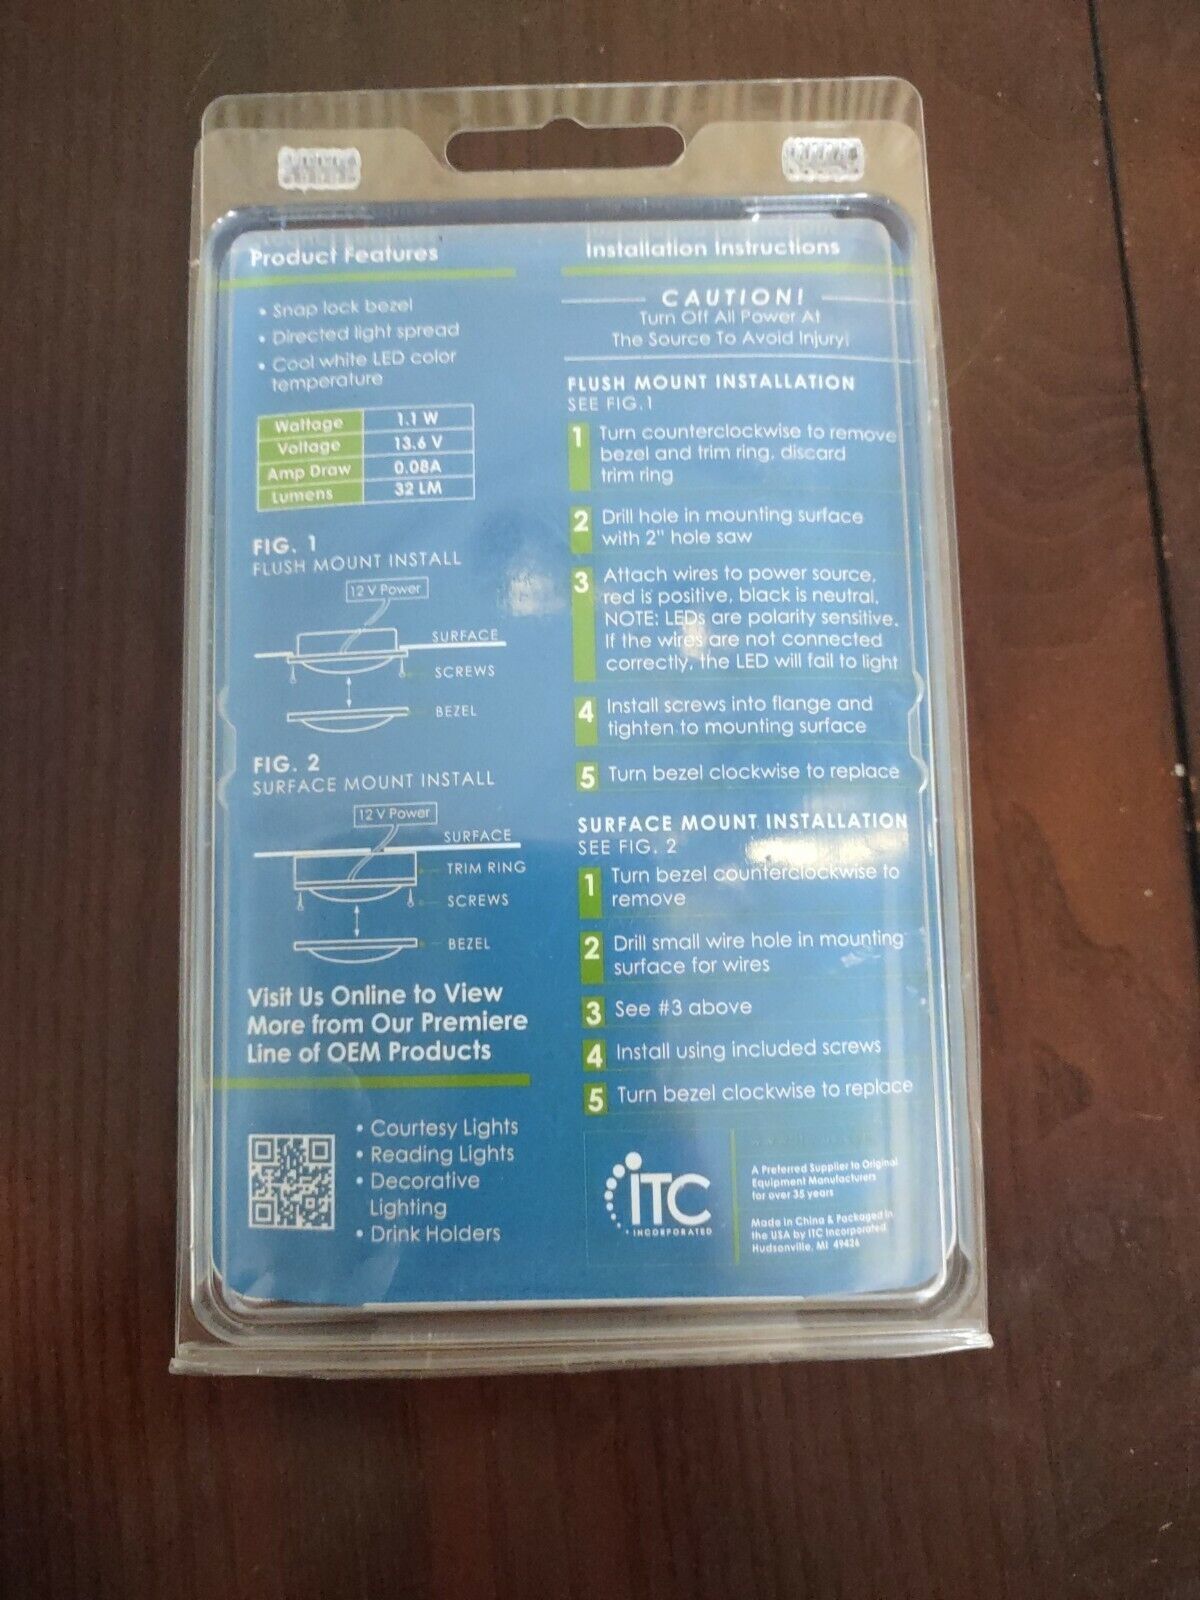 Product Features
• Snap lock bezel
• Directed light spread
• Cool white LED color
temperature
Wattage 1.1 W
Voltage 13.6 V
Amp Draw 0.08A
Lumens 32 LM
FIG. 1
FLUSH MOUNT INSTALL
12 V Power
SURFACE
SCREWS
BEZEL
FIG. 2
SURFACE MOUNT INSTALL
12 V Power
SURFACE
TRIM RING
SCREWS
BEZEL
Visit Us Online to View
More from Our Premiere
Line of OEM Products
• Courtesy Lights
• Reading Lights
• Decorative
Lighting
• Drink Holders
Installation Instructions
CAUTION!
Turn Off All Power At
The Source To Avoid Injury!
FLUSH MOUNT INSTALLATION
SEE FIG.1
1 Turn counterclockwise to remove
bezel and trim ring, discard
trim ring
2 Drill hole in mounting surface
with 2" hole saw
3 Attach wires to power source,
red is positive, black is neutral.
NOTE: LEDs are polarity sensitive.
If the wires are not connected
correctly, the LED will fail to light
4 Install screws into flange and
tighten to mounting surface
5 Turn bezel clockwise to replace
SURFACE MOUNT INSTALLATION
SEE FIG. 2
1 Turn bezel counterclockwise to
remove
2 Drill small wire hole in mounting
surface for wires
3 See #3 above
4 Install using included screws
5 Turn bezel clockwise to replace
ITC
INCORPORATED
A Preferred Supplier to Original
Equipment Manufacturers
for over 35 years
Made in China & Packaged in
the USA by ITC Incorporated
Hudsonville, MI 49426